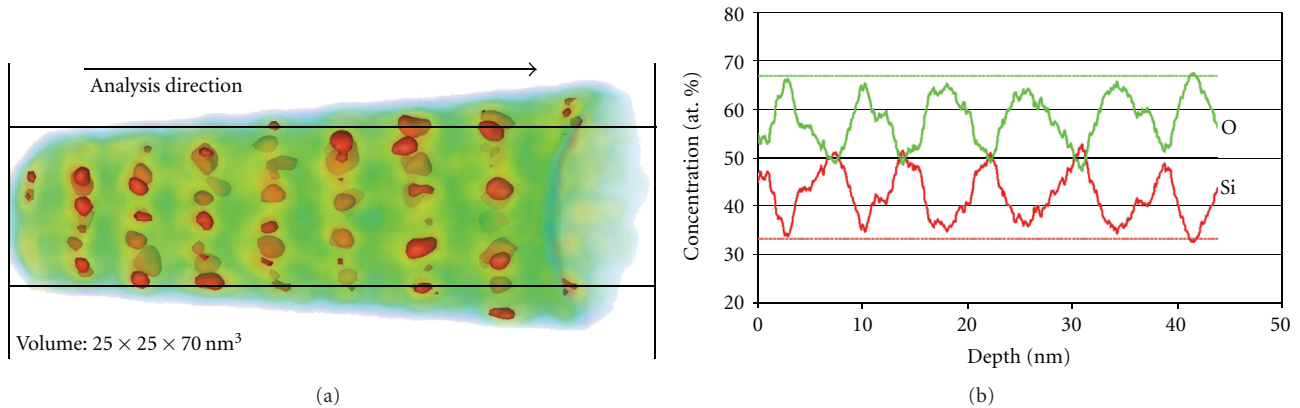 Analysis direction
Volume: 25 × 25 × 70 nm³
(a)
80
70
60
50
40
30
20
Concentration (at. %)
O
Si
0
10
20
30
40
50
Depth (nm)
(b)